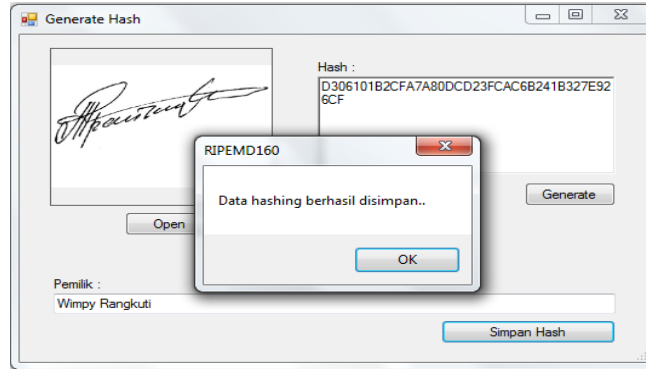 Generate Hash
Hash :
D306101B2CFA7A80DCD23FCAC6B241B327E92
6CF
RIPEMD160
Data hashing berhasil disimpan..
OK
Generate
Open
Pemilik :
Wimpy Rangkuti
Simpan Hash